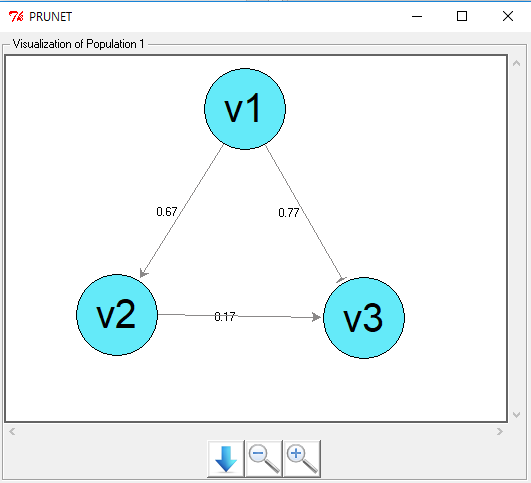 PRUNET
Visualization of Population 1
v1
0.67
0.77
v2
0.17
v3